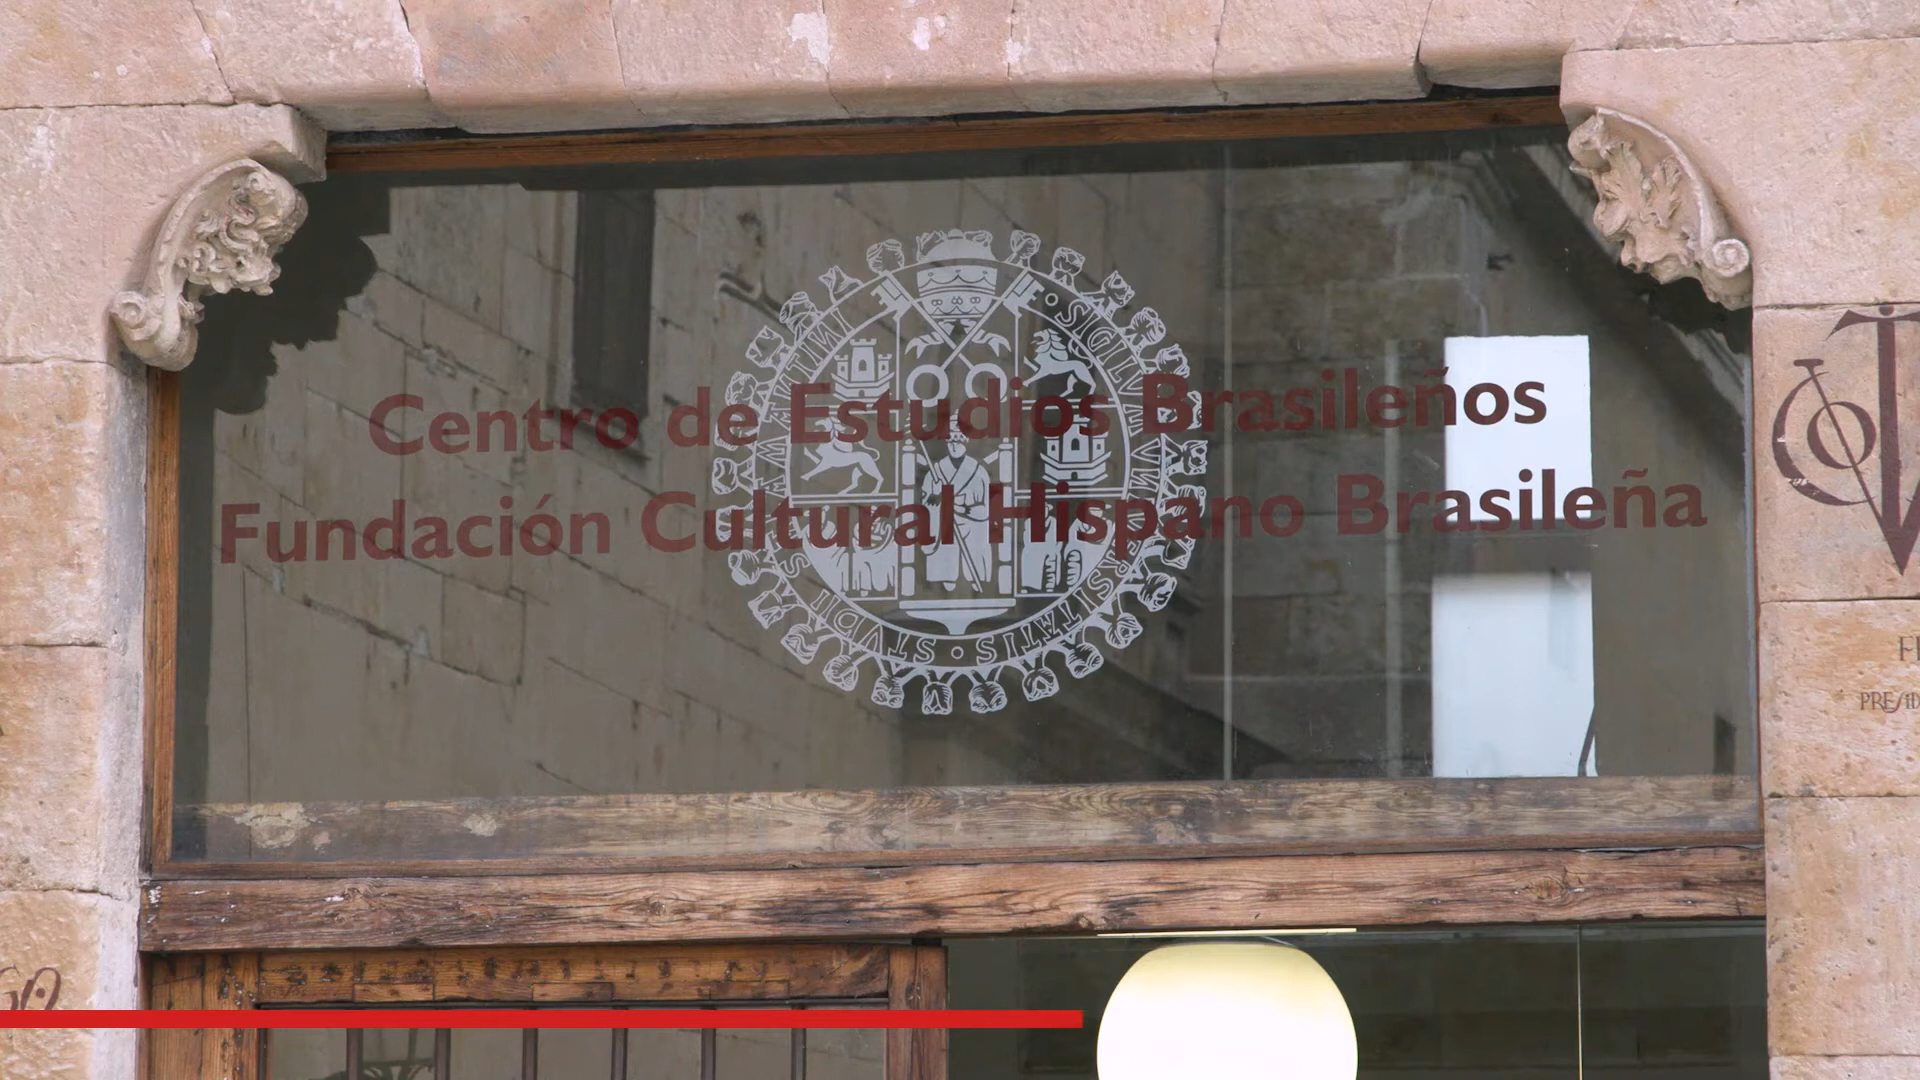 Centro de Estudios Brasileños
Fundación Cultural Hispano Brasileña